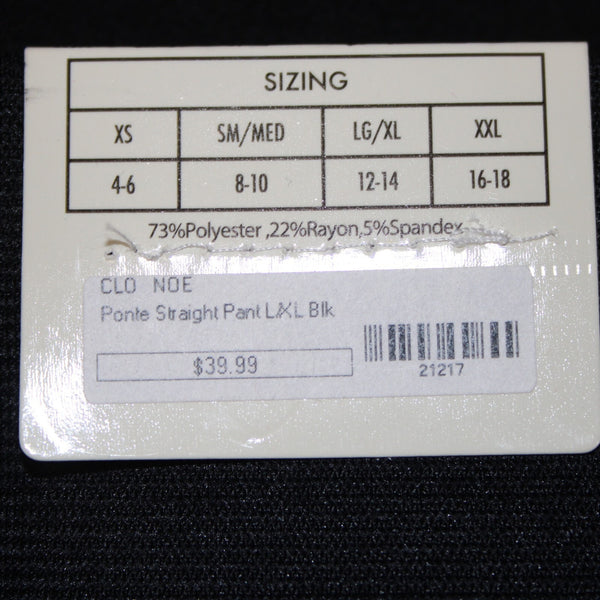 SIZING
XS SM/MED LG/XL XXL
4-6 8-10 12-14 16-18
73%Polyester ,22%Rayon,5%Spandex
CLO NOE
Ponte Straight Pant L/XL Blk
$39.99
21217